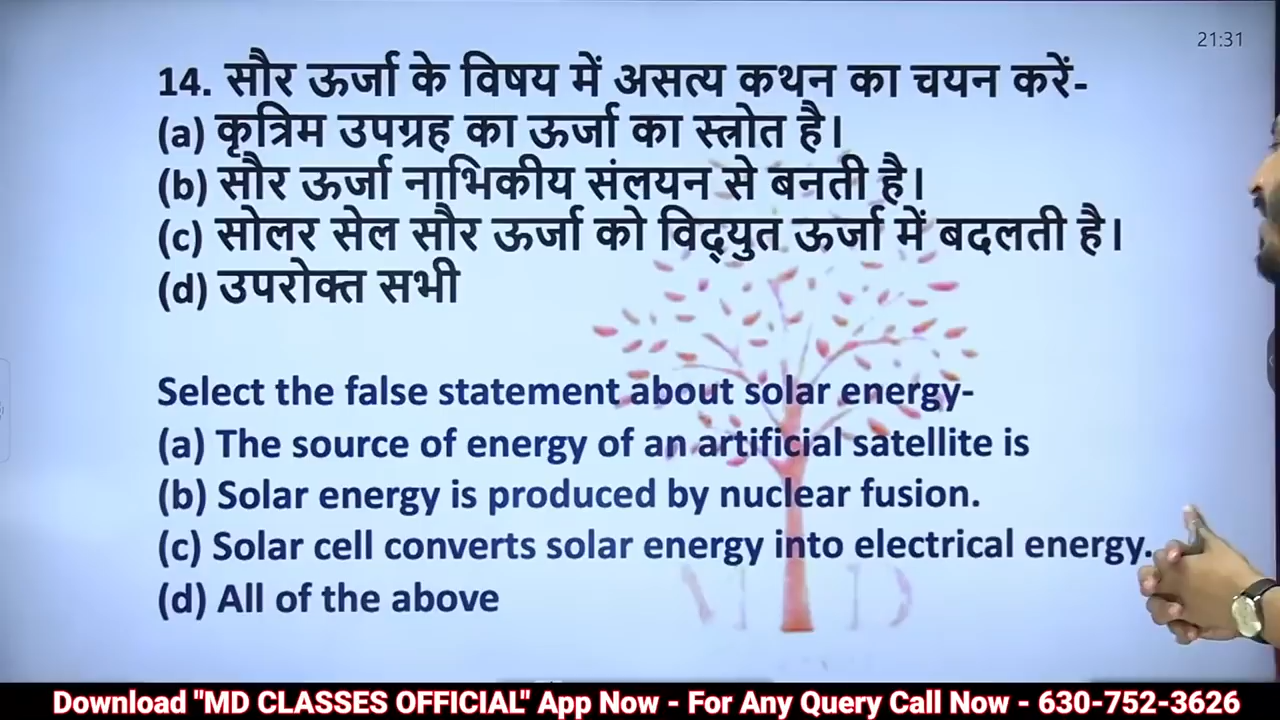 21:31
14. सौर ऊर्जा के विषय में असत्य कथन का चयन करें-
(a) कृत्रिम उपग्रह का ऊर्जा का स्त्रोत है।
(b) सौर ऊर्जा नाभिकीय संलयन से बनती है।
(c) सोलर सेल सौर ऊर्जा को विद्युत ऊर्जा में बदलती है।
(d) उपरोक्त सभी
Select the false statement about solar energy-
(a) The source of energy of an artificial satellite is
(b) Solar energy is produced by nuclear fusion.
(c) Solar cell converts solar energy into electrical energy.
(d) All of the above
Download "MD CLASSES OFFICIAL" App Now - For Any Query Call Now - 630-752-3626